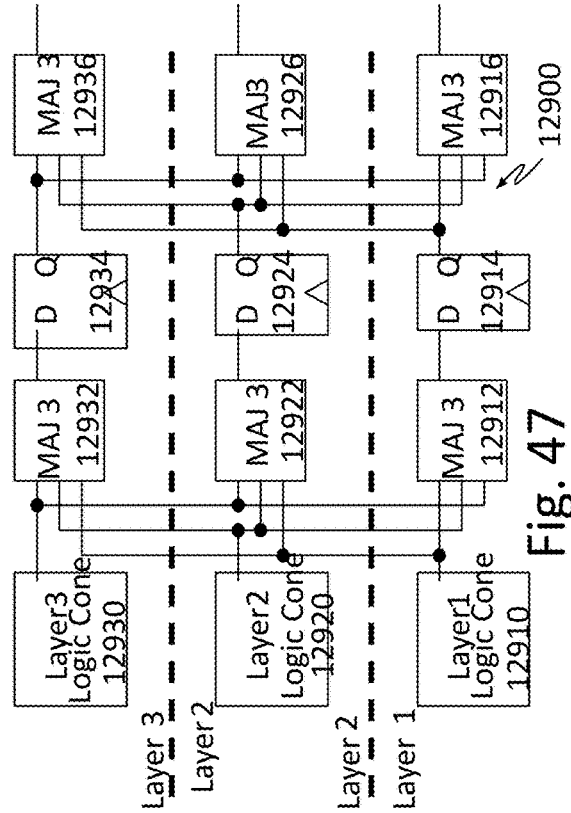 Layer3
Logic Cone
12930
MAJ 3
12932
D Q
12934
MAJ 3
12936
Layer 3
Layer 2
Layer2
Logic Cone
12920
MAJ 3
12922
D Q
12924
MAJ3
12926
Layer 2
Layer 1
Layer1
Logic Cone
12910
MAJ 3
12912
D Q
12914
MAJ3
12916
12900
Fig. 47